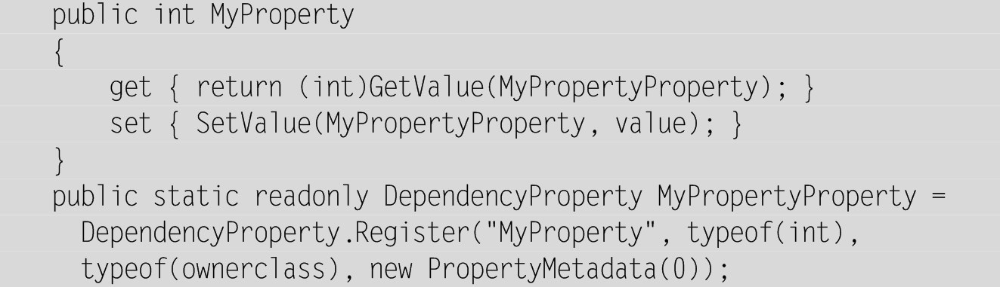 public int MyProperty
{
    get { return (int)GetValue(MyPropertyProperty); }
    set { SetValue(MyPropertyProperty, value); }
}
public static readonly DependencyProperty MyPropertyProperty =
  DependencyProperty.Register("MyProperty", typeof(int),
  typeof(ownerclass), new PropertyMetadata(0));